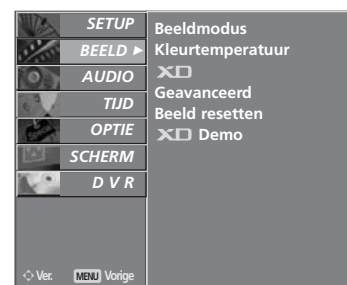 SETUP
BEELD ►
AUDIO
TIJD
OPTIE
SCHERM
D V R
Beeldmodus
Kleurtemperatuur
XD
Geavanceerd
Beeld resetten
XD Demo
Ver. MENU Vorige